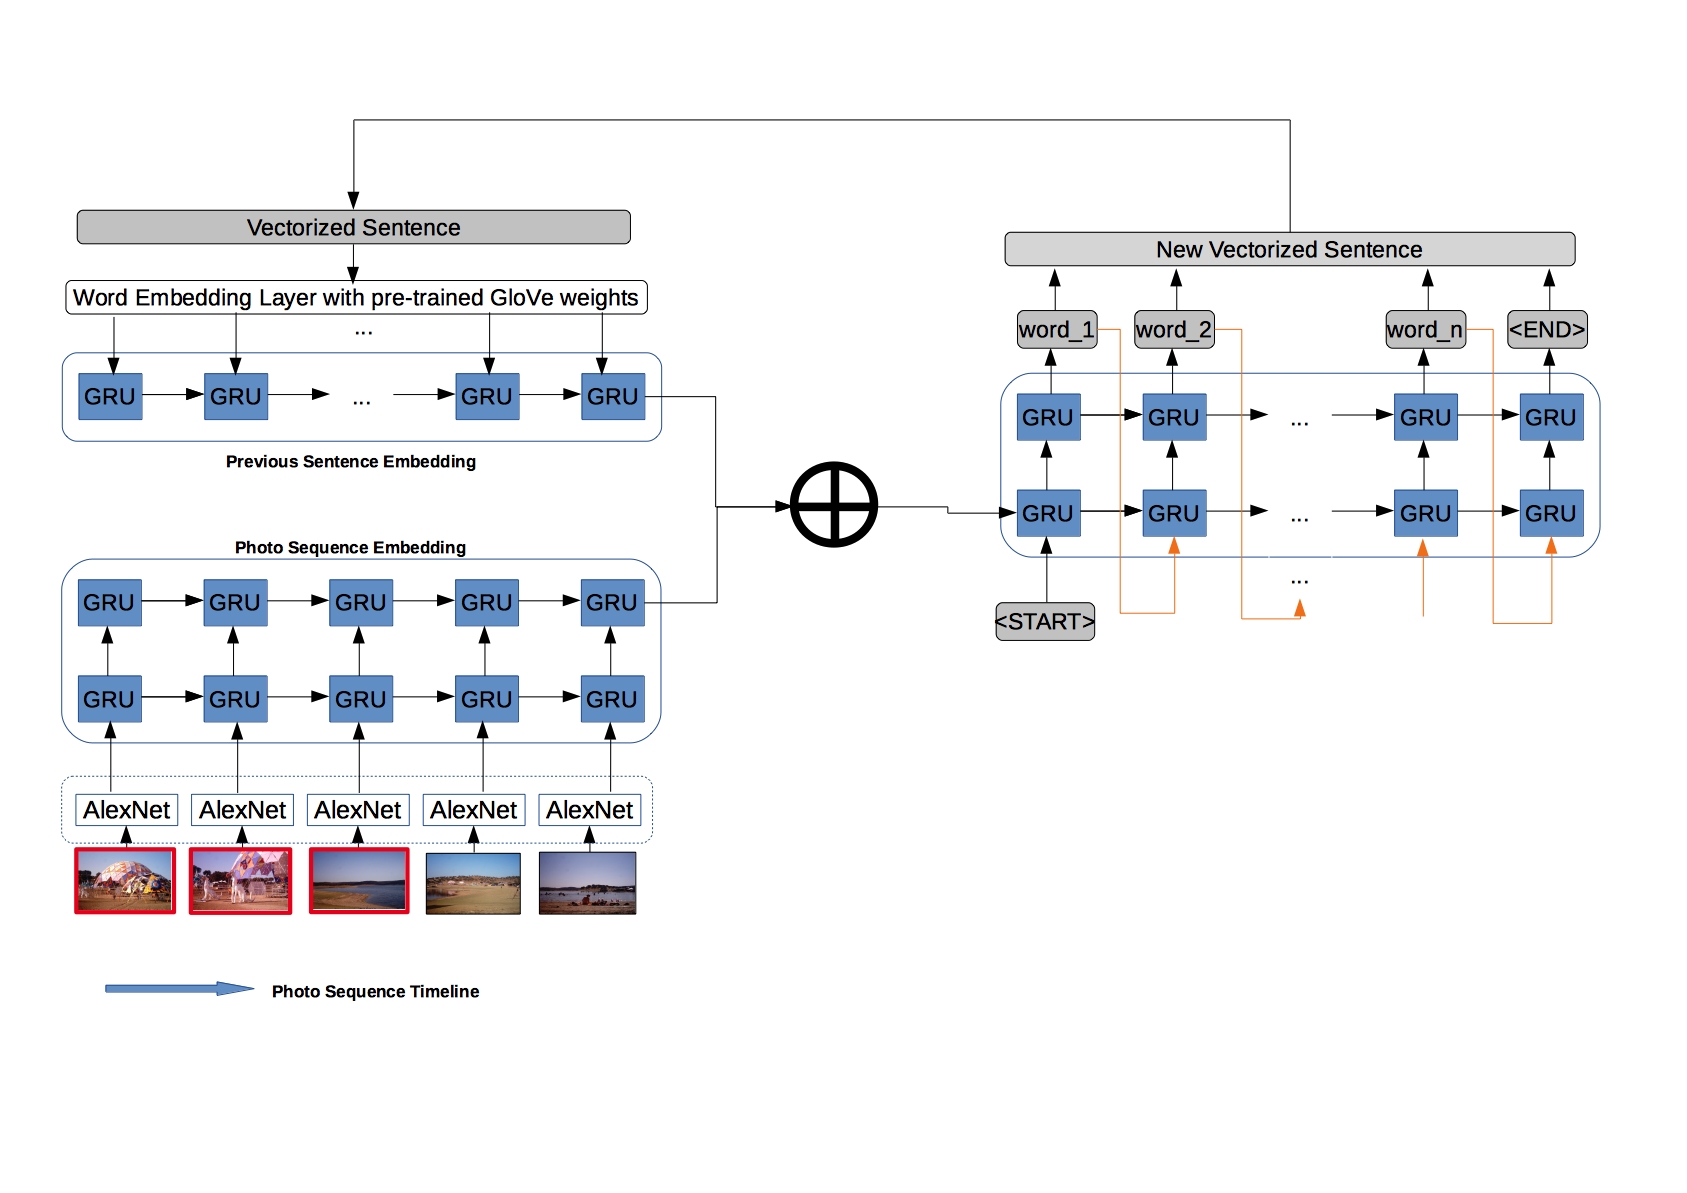 Vectorized Sentence
Word Embedding Layer with pre-trained GloVe weights
...
GRU GRU ... GRU GRU
Previous Sentence Embedding
Photo Sequence Embedding
GRU GRU GRU GRU GRU
GRU GRU GRU GRU GRU
AlexNet AlexNet AlexNet AlexNet AlexNet
Photo Sequence Timeline
New Vectorized Sentence
word_1 word_2 word_n <END>
GRU GRU ... GRU GRU
GRU GRU ... GRU GRU
...
<START>